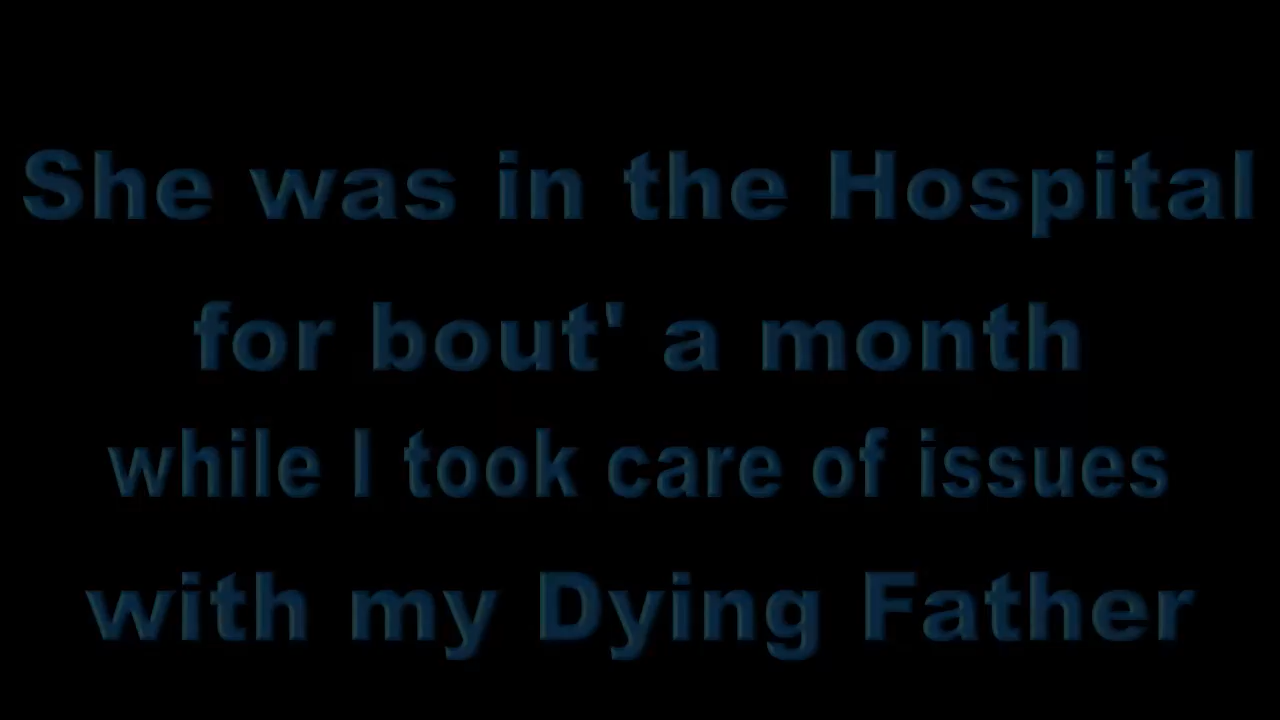 She was in the Hospital
for bout' a month
while I took care of issues
with my Dying Father